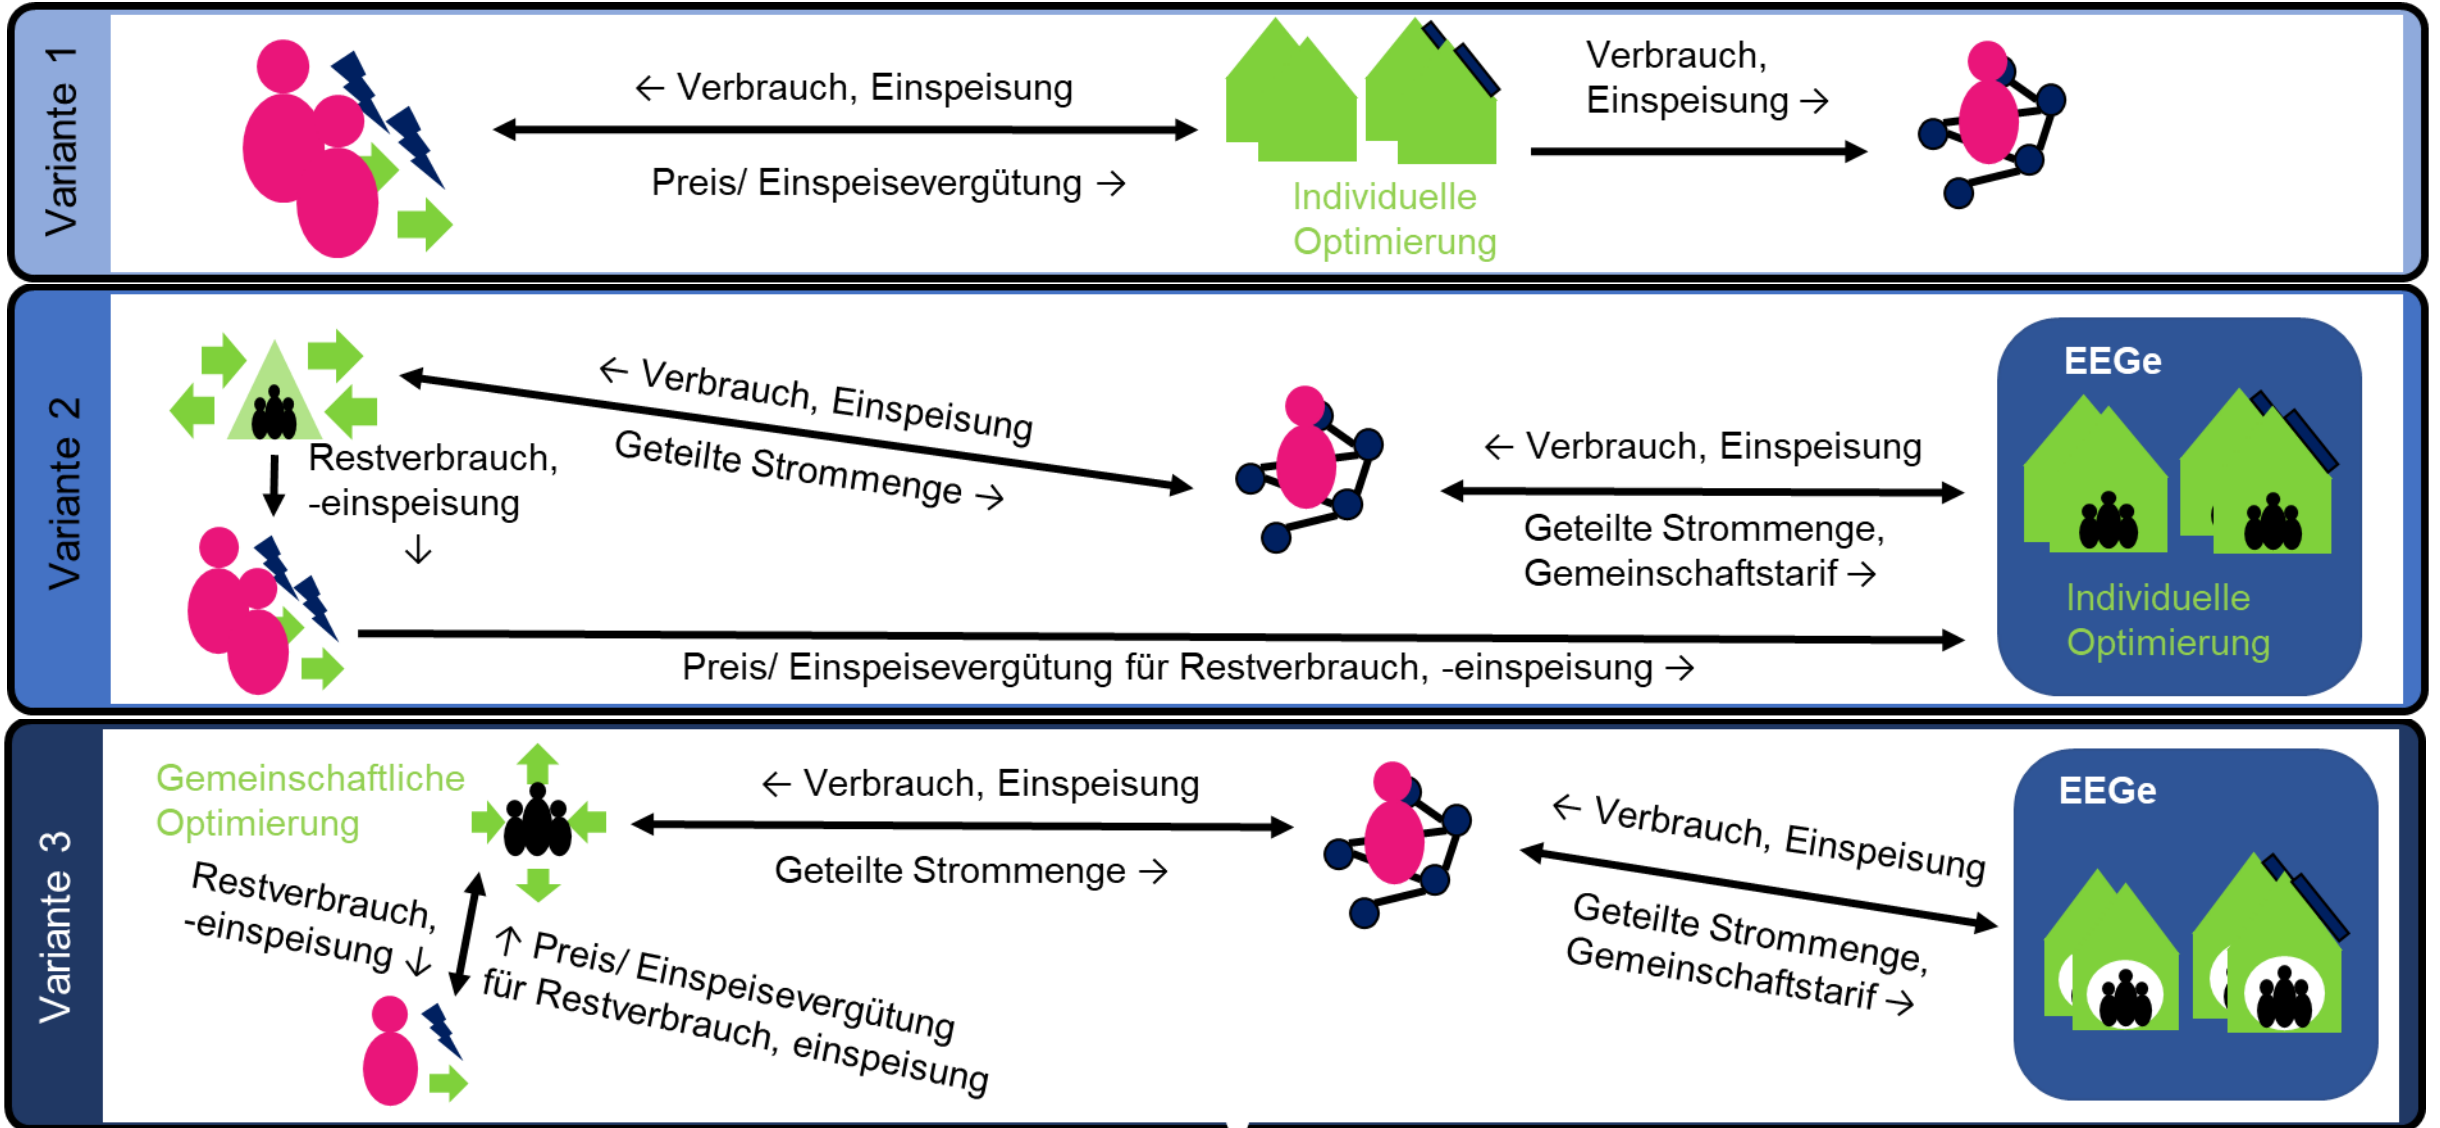 Variante 1
← Verbrauch, Einspeisung
Preis/ Einspeisevergütung →
Individuelle
Optimierung
Verbrauch,
Einspeisung →
Variante 2
Restverbrauch,
-einspeisung
↓
← Verbrauch, Einspeisung
Geteilte Strommenge →
← Verbrauch, Einspeisung
Geteilte Strommenge,
Gemeinschaftstarif →
Preis/ Einspeisevergütung für Restverbrauch, -einspeisung →
EEGe
Individuelle
Optimierung
Variante 3
Gemeinschaftliche
Optimierung
Restverbrauch,
-einspeisung ↓
↑ Preis/ Einspeisevergütung
für Restverbrauch, einspeisung
← Verbrauch, Einspeisung
Geteilte Strommenge →
← Verbrauch, Einspeisung
Geteilte Strommenge,
Gemeinschaftstarif →
EEGe